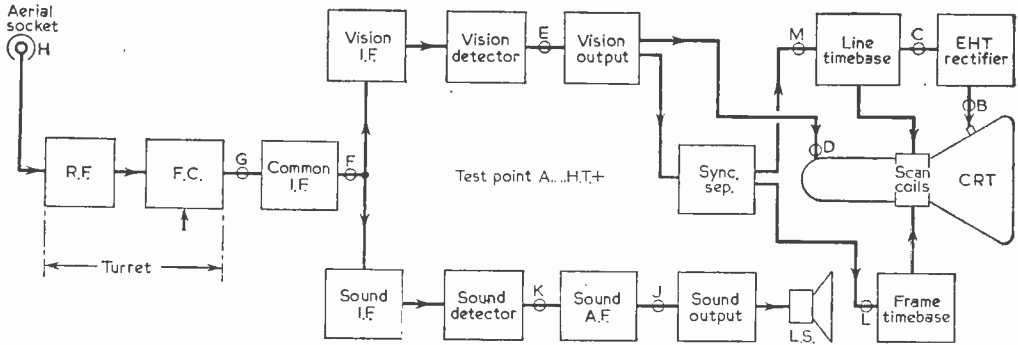 Aerial
socket
H
R.F.
F.C.
Turret
G
Common
I.F.
F
Vision
I.F.
Vision
detector
E
Vision
output
Sync.
sep.
Test point A....H.T.+
M
Line
timebase
C
EHT
rectifier
B
D
Scan
coils
CRT
Sound
I.F.
Sound
detector
K
Sound
A.F.
J
Sound
output
L.S.
L
Frame
timebase